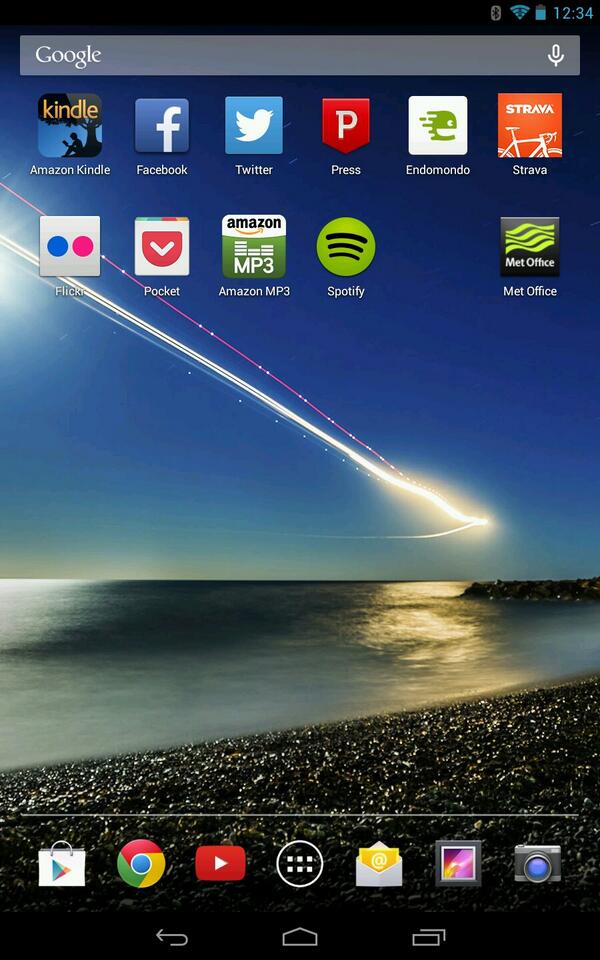 12:34
Google
kindle
Amazon Kindle
f
Facebook
Twitter
P
Press
Endomondo
STRAVA
Strava
Flickr
Pocket
amazon
MP3
Amazon MP3
Spotify
Met Office
Met Office
@